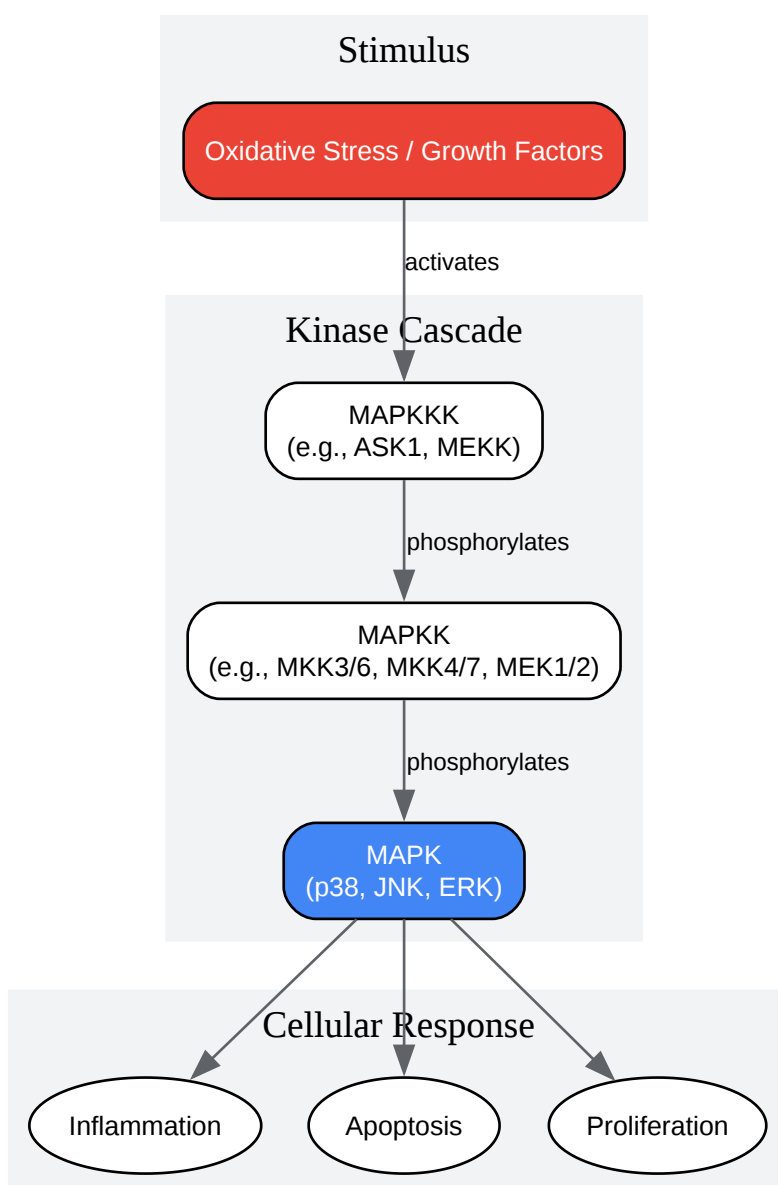 Stimulus
Oxidative Stress / Growth Factors
activates
Kinase Cascade
MAPKKK
(e.g., ASK1, MEKK)
phosphorylates
MAPKK
(e.g., MKK3/6, MKK4/7, MEK1/2)
phosphorylates
MAPK
(p38, JNK, ERK)
Cellular Response
Inflammation
Apoptosis
Proliferation